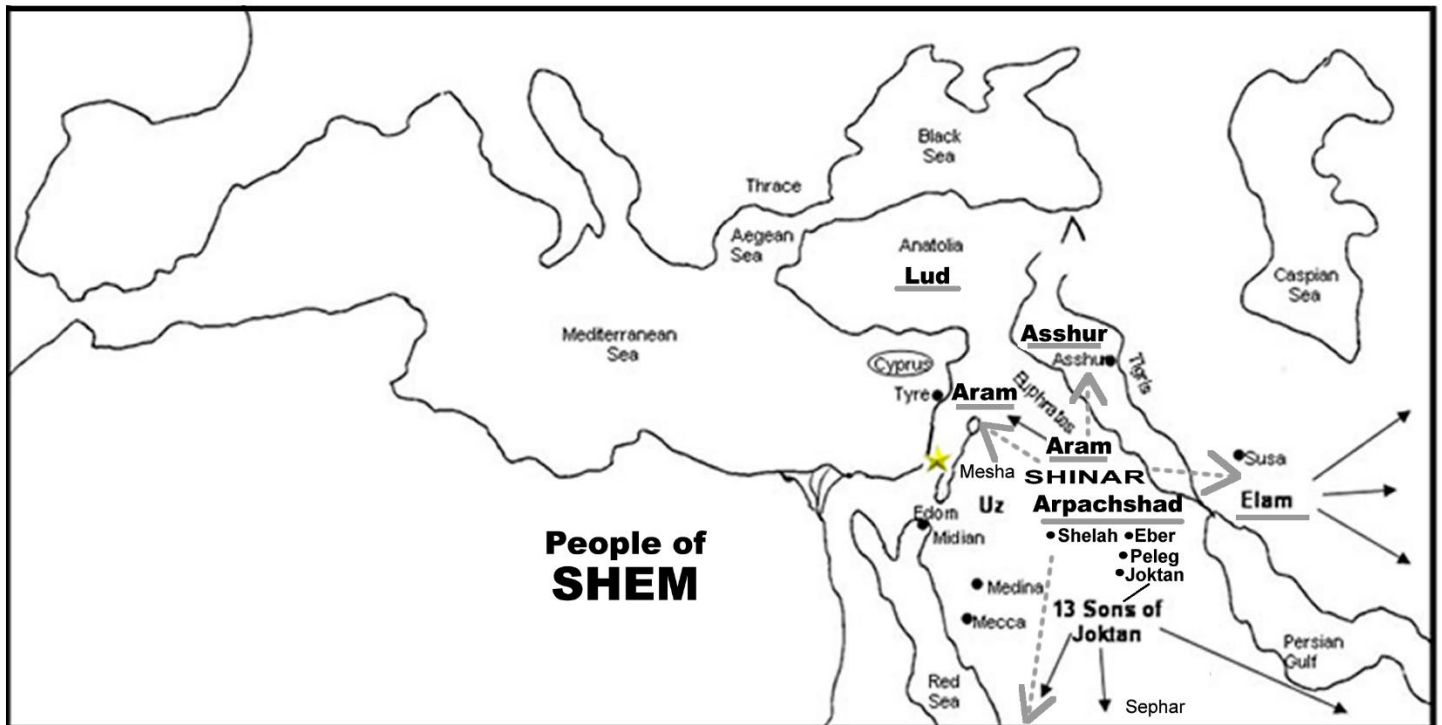 Black
Sea
Thrace
Aegean
Sea
Anatolia
Lud
Caspian
Sea
Mediterranean
Sea
Asshur
Asshur
Tigris
Cyprus
Tyre
Aram
Euphrates
Aram
Susa
Mesha
SHINAR
Elam
Uz
Arpachshad
Edom
Midian
Shelah
Eber
Peleg
Joktan
People of
SHEM
Medina
Mecca
13 Sons of
Joktan
Persian
Gulf
Red
Sea
Sephar